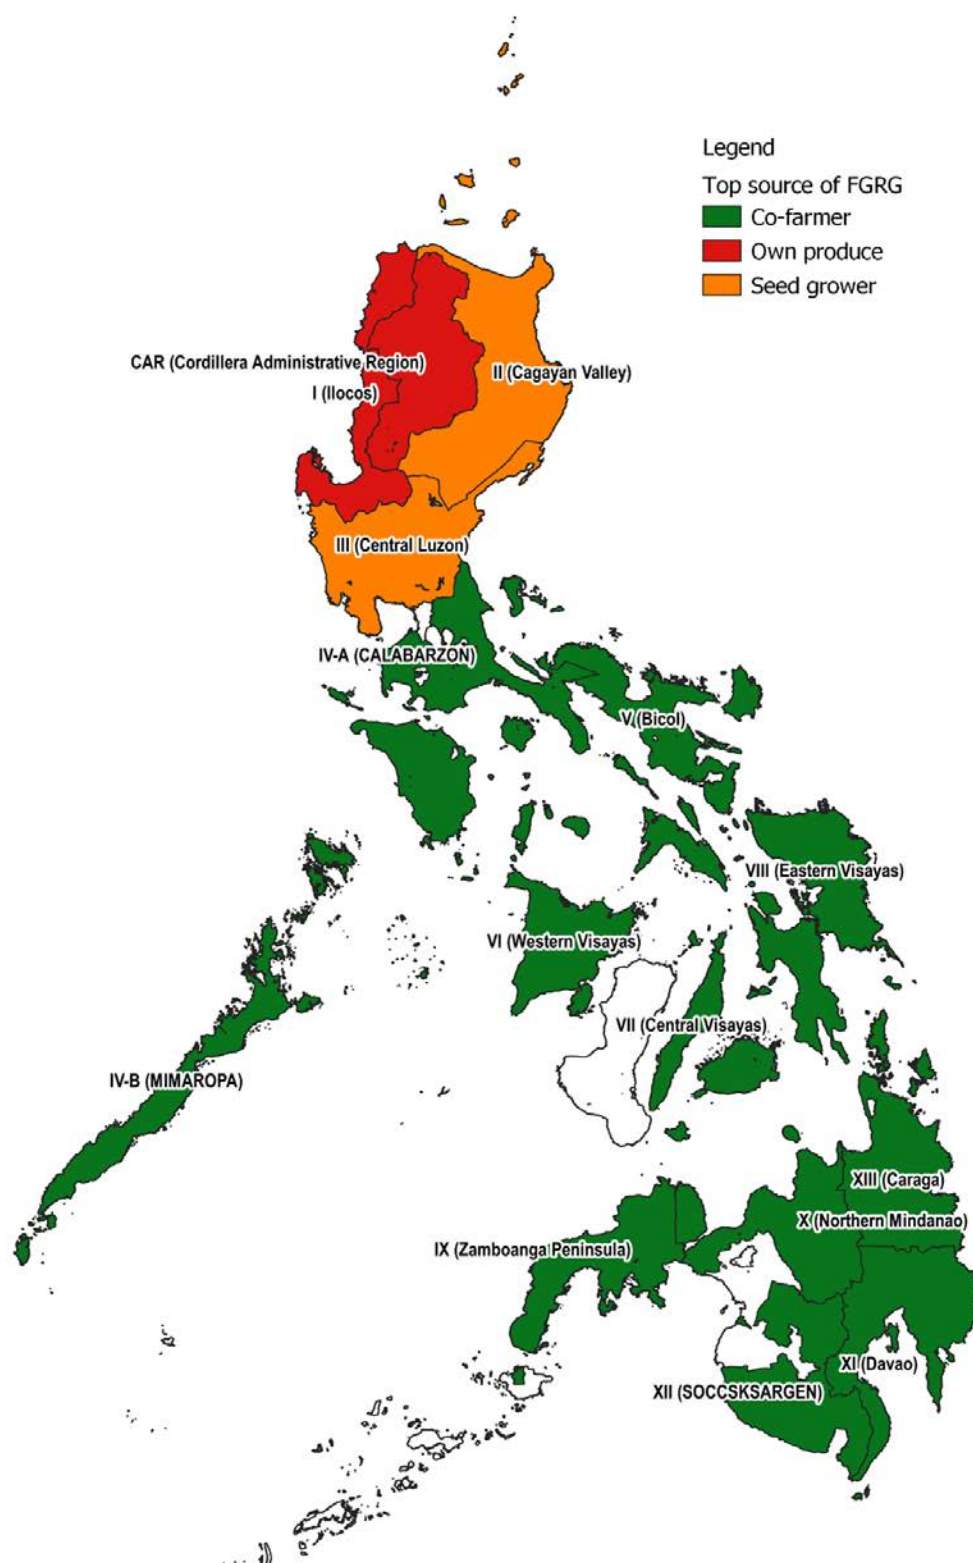 Legend
Top source of FGRG
Co-farmer
Own produce
Seed grower
CAR (Cordillera Administrative Region)
II (Cagayan Valley)
I (Ilocos)
III (Central Luzon)
IV-A (CALABARZON)
V (Bicol)
VIII (Eastern Visayas)
VI (Western Visayas)
VII (Central Visayas)
IV-B (MIMAROPA)
XIII (Caraga)
X (Northern Mindanao)
IX (Zamboanga Peninsula)
XI (Davao)
XII (SOCCSKSARGEN)